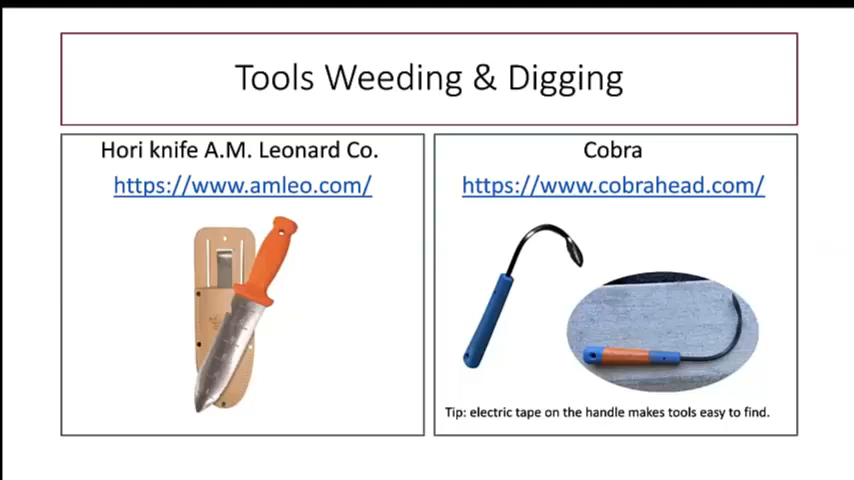 Tools Weeding & Digging
Hori knife A.M. Leonard Co.
https://www.amleo.com/
Cobra
https://www.cobrahead.com/
Tip: electric tape on the handle makes tools easy to find.